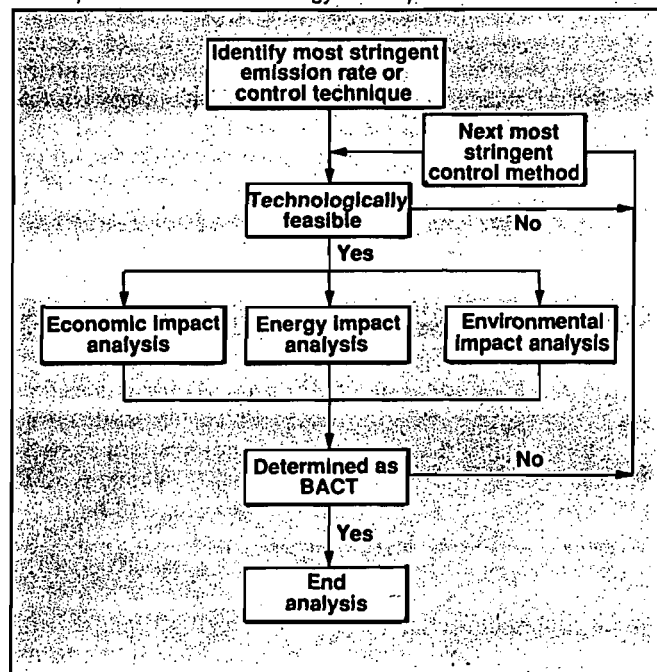 Identify most stringent
emission rate or
control technique
Next most
stringent
control method
Technologically
feasible
No
Yes
Economic impact
analysis
Energy impact
analysis
Environmental
impact analysis
Determined as
BACT
No
Yes
End
analysis